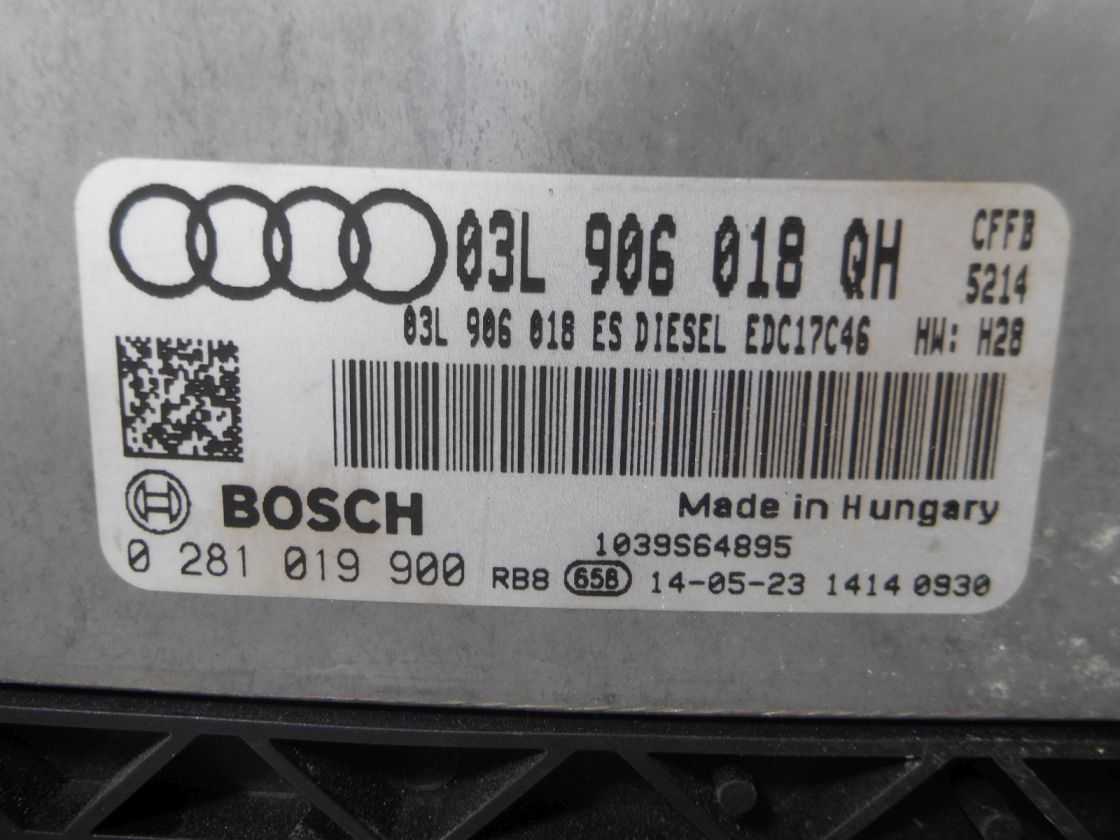 03L 906 018 QH CFFB
5214
03L 906 018 ES DIESEL EDC17C46 HW: H28
BOSCH
Made in Hungary
1039S64895
0 281 019 900 RB8 658 14-05-23 1414 0930